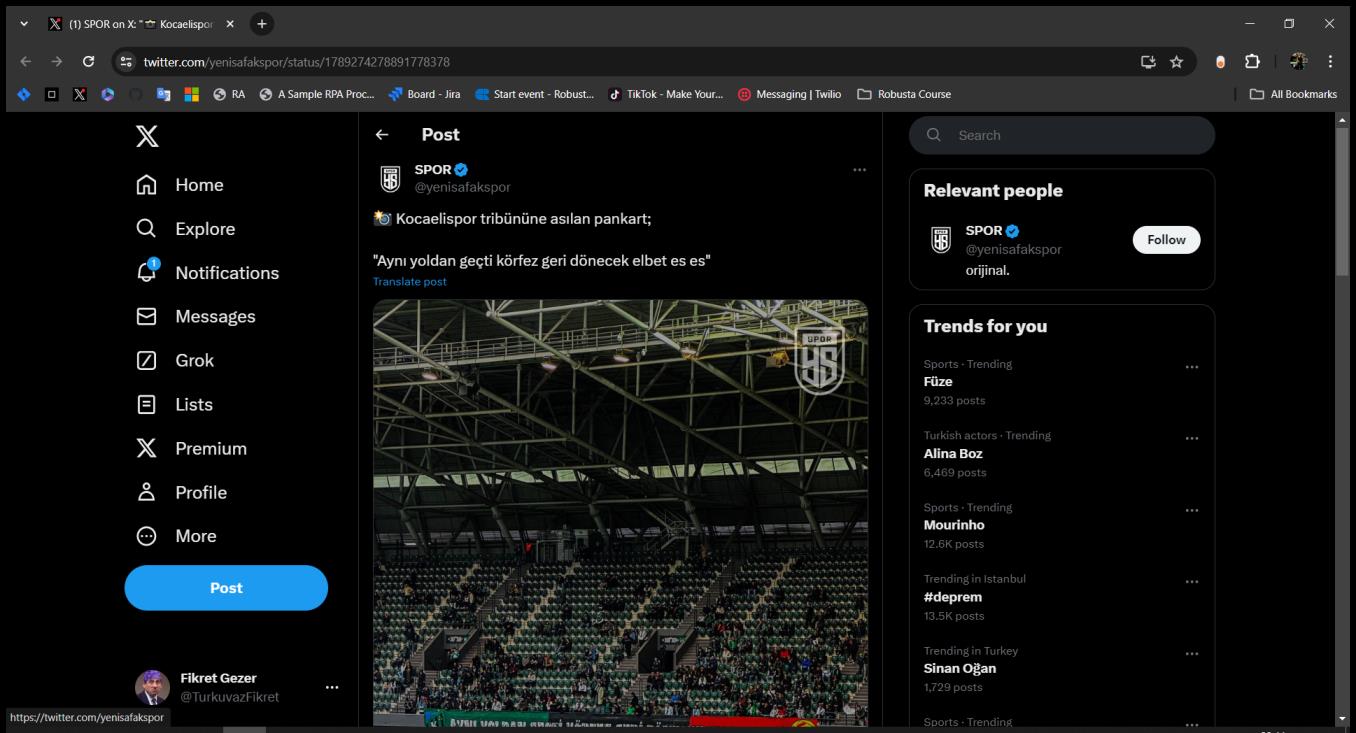 (1) SPOR on X: "📸 Kocaelispor
twitter.com/yenisafakspor/status/1789274278891778378
RA
A Sample RPA Proc...
Board - Jira
Start event - Robust...
TikTok - Make Your...
Messaging | Twilio
Robusta Course
All Bookmarks
Home
Explore
1
Notifications
Messages
Grok
Lists
Premium
Profile
More
Post
Fikret Gezer
@TurkuvazFikret
https://twitter.com/yenisafakspor
Post
SPOR
@yenisafakspor
📸 Kocaelispor tribününe asılan pankart;
"Aynı yoldan geçti körfez geri dönecek elbet es es"
Translate post
SPOR
YS
Search
Relevant people
SPOR
@yenisafakspor
Follow
orijinal.
Trends for you
Sports · Trending
Füze
9,233 posts
Turkish actors · Trending
Alina Boz
6,469 posts
Sports · Trending
Mourinho
12.6K posts
Trending in Istanbul
#deprem
13.5K posts
Trending in Turkey
Sinan Oğan
1,729 posts
Sports · Trending